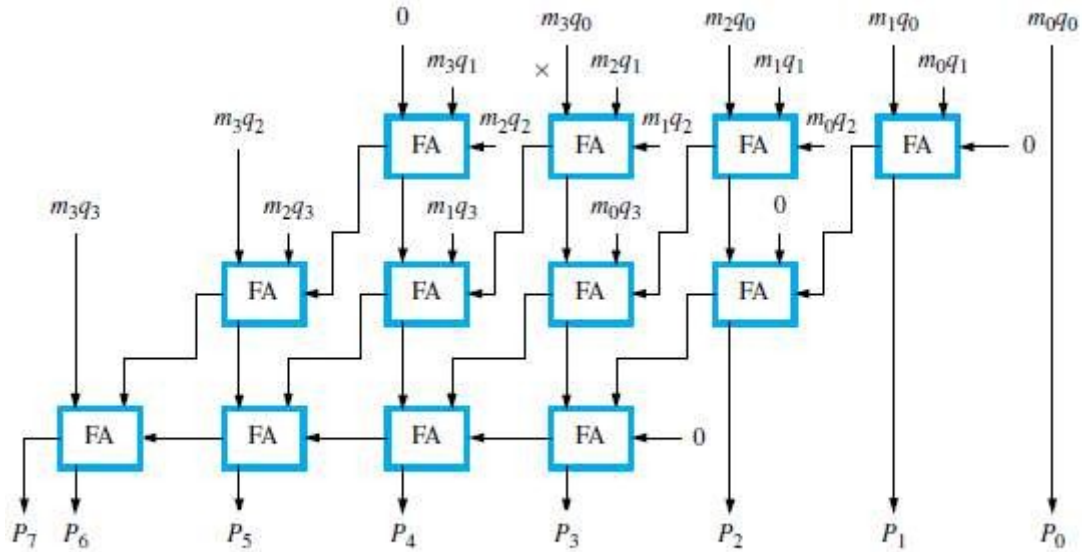 0 m₃q₀ m₂q₀ m₁q₀ m₀q₀
m₃q₁ × m₂q₁ m₁q₁ m₀q₁
m₃q₂ FA m₂q₂ FA m₁q₂ FA m₀q₂ FA 0
m₃q₃ m₂q₃ m₁q₃ m₀q₃ 0
FA FA FA FA
FA FA FA FA 0
P₇ P₆ P₅ P₄ P₃ P₂ P₁ P₀